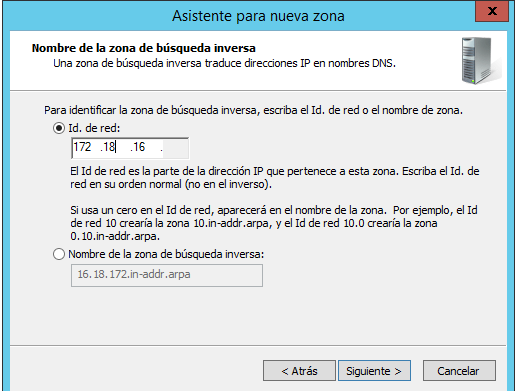 Asistente para nueva zona
x
Nombre de la zona de búsqueda inversa
Una zona de búsqueda inversa traduce direcciones IP en nombres DNS.
Para identificar la zona de búsqueda inversa, escriba el Id. de red o el nombre de zona.
Id. de red:
172 .18 .16 .
El Id de red es la parte de la dirección IP que pertenece a esta zona. Escriba el Id. de
red en su orden normal (no en el inverso).
Si usa un cero en el Id de red, aparecerá en el nombre de la zona. Por ejemplo, el Id
de red 10 crearía la zona 10.in-addr.arpa, y el Id de red 10.0 crearía la zona
0.10.in-addr.arpa.
Nombre de la zona de búsqueda inversa:
16.18.172.in-addr.arpa
< Atrás
Siguiente >
Cancelar